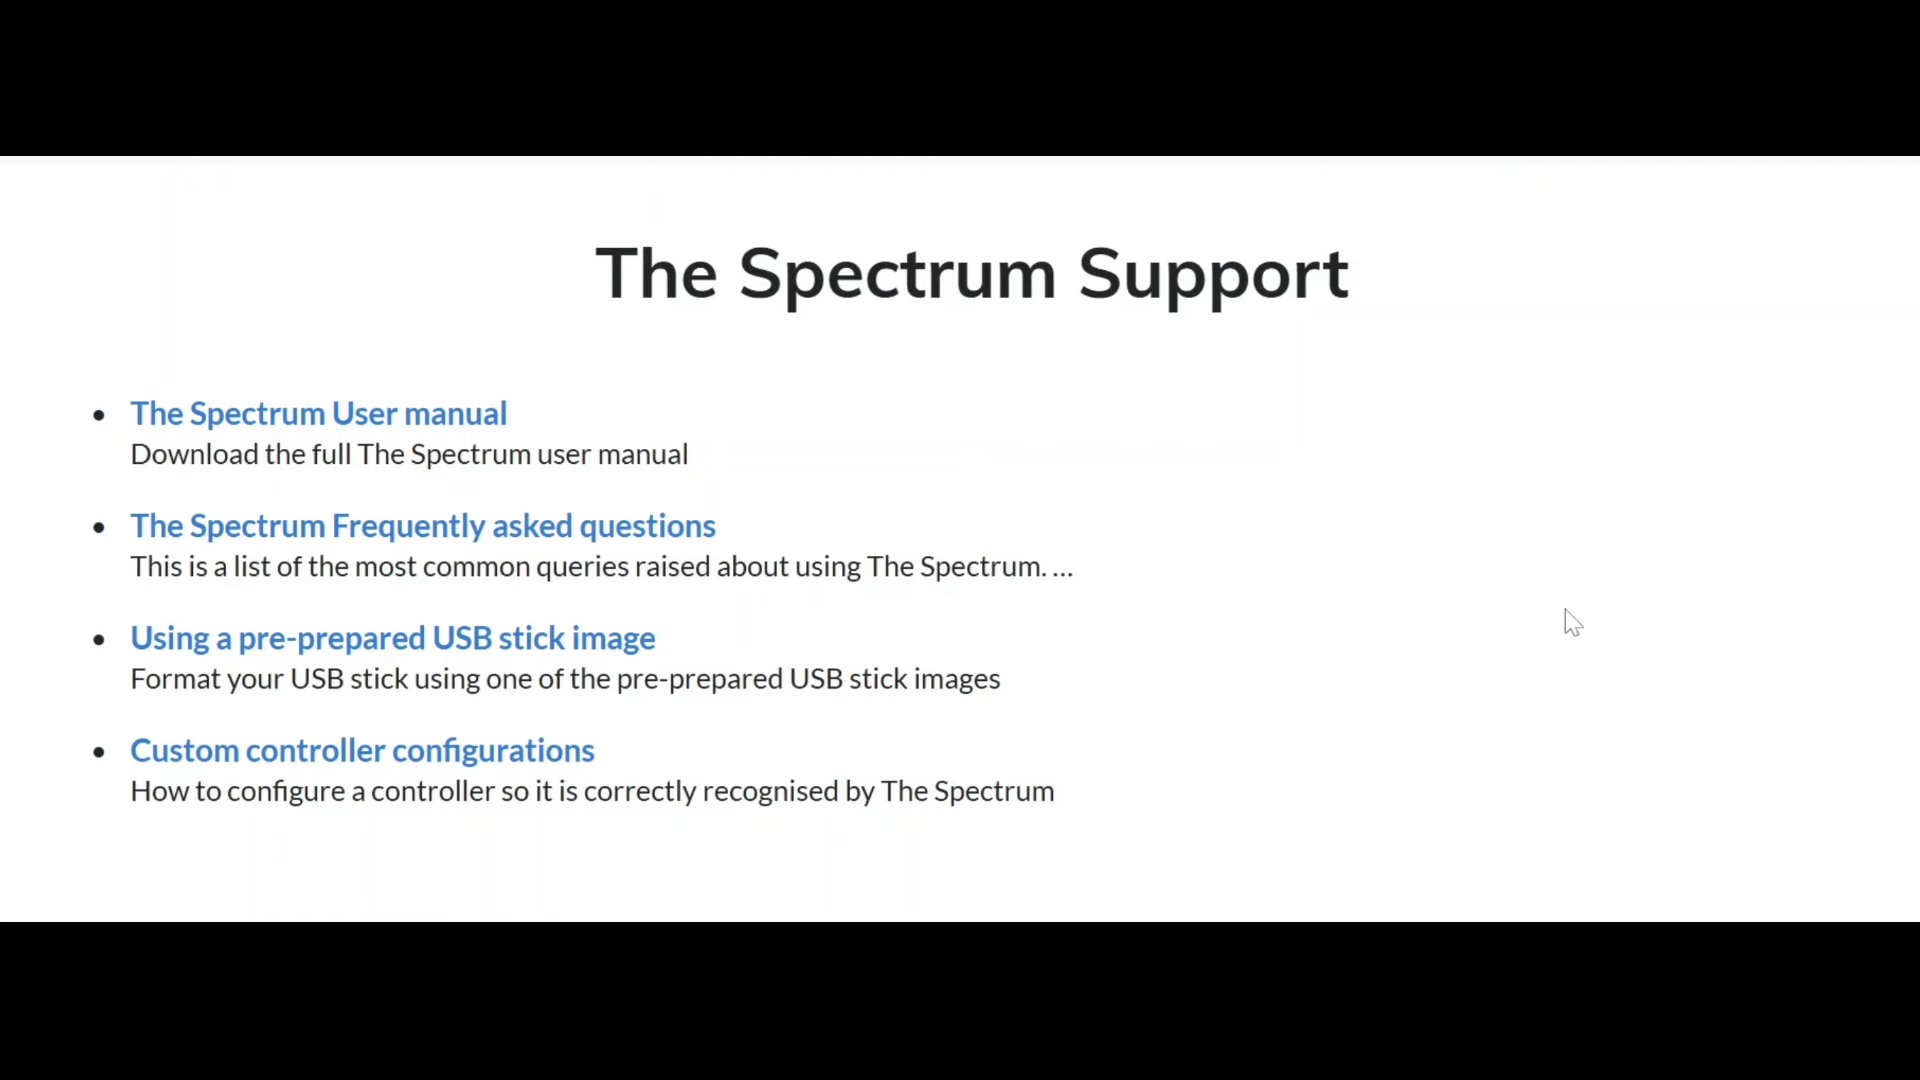 The Spectrum Support
The Spectrum User manual
Download the full The Spectrum user manual
The Spectrum Frequently asked questions
This is a list of the most common queries raised about using The Spectrum. ...
Using a pre-prepared USB stick image
Format your USB stick using one of the pre-prepared USB stick images
Custom controller configurations
How to configure a controller so it is correctly recognised by The Spectrum